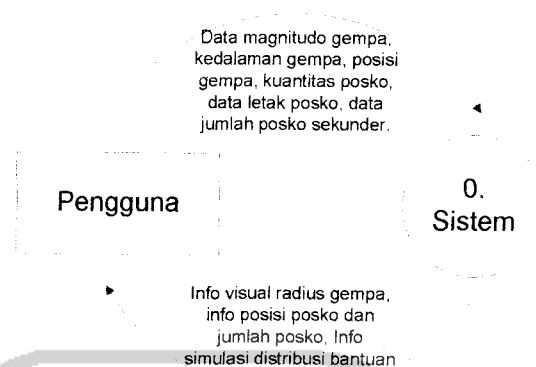 Data magnitudo gempa,
kedalaman gempa, posisi
gempa, kuantitas posko,
data letak posko, data
jumlah posko sekunder.
Pengguna
0.
Sistem
Info visual radius gempa,
info posisi posko dan
jumlah posko, Info
simulasi distribusi bantuan